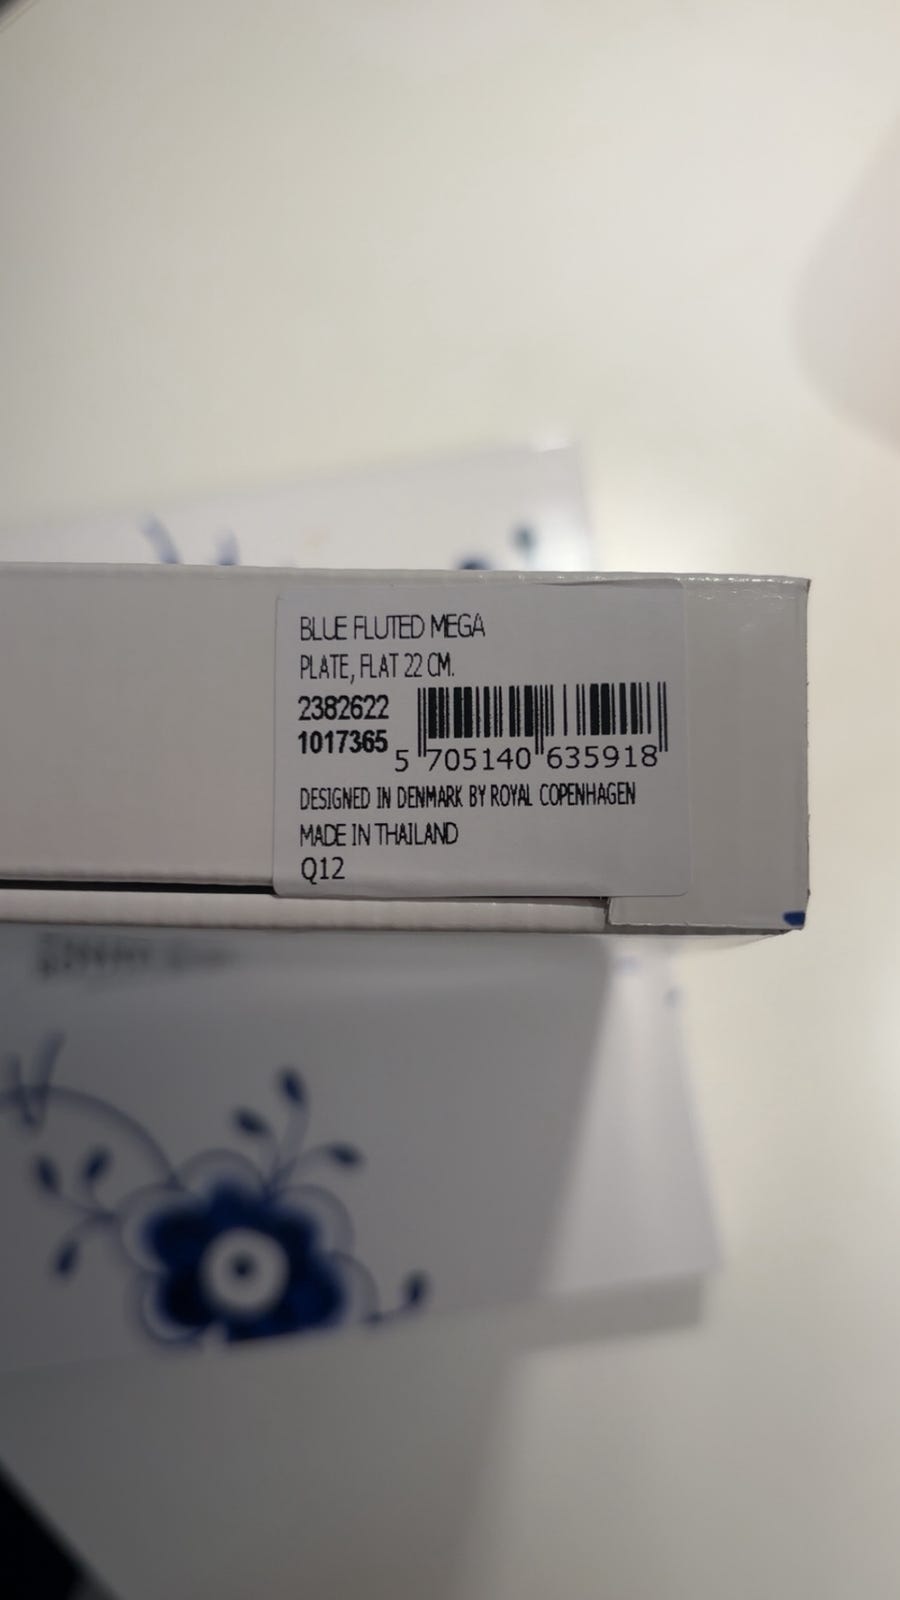 BLUE FLUTED MEGA
PLATE, FLAT 22 CM.
2382622
1017365
5 705140 635918
DESIGNED IN DENMARK BY ROYAL COPENHAGEN
MADE IN THAILAND
Q12